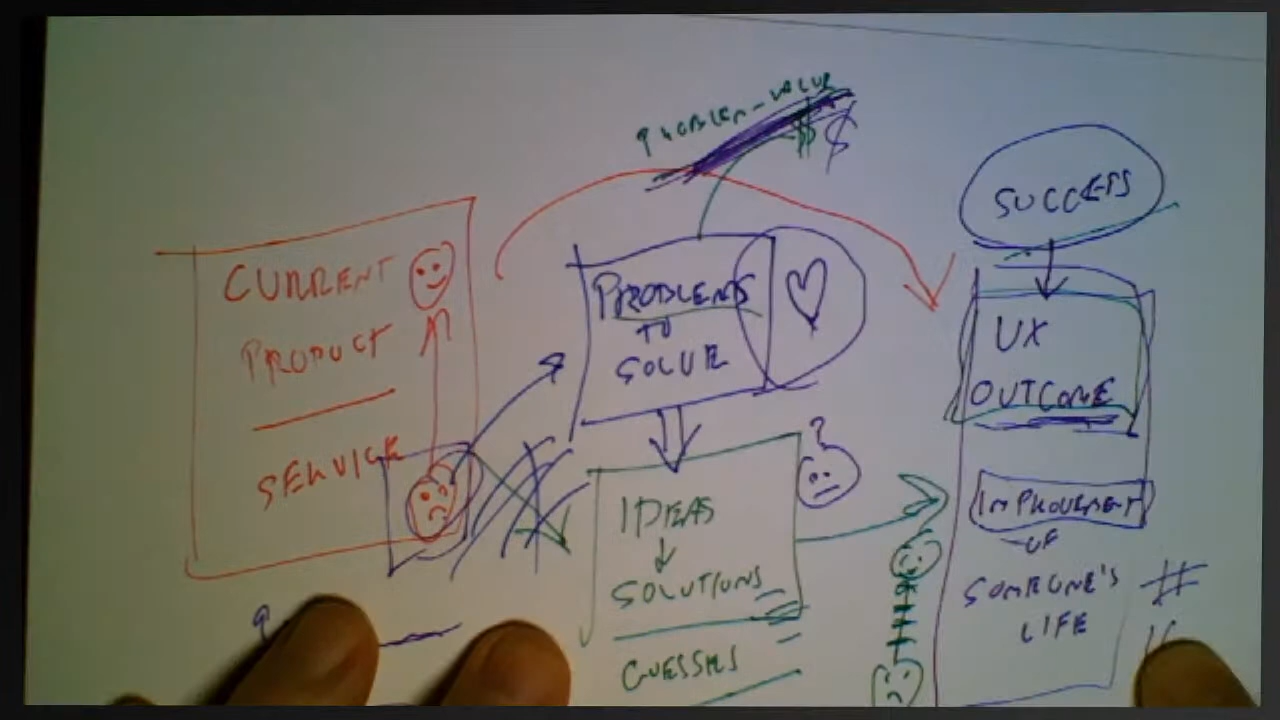 PROBLEM-VALUE
$ $
SUCCESS
CURRENT
PRODUCT
SERVICE
PROBLEMS
TO
SOLVE
UX
OUTCOME
?
IDEAS
SOLUTIONS
GUESSES
IMPROVEMENT
OF
SOMEONE'S
LIFE
#